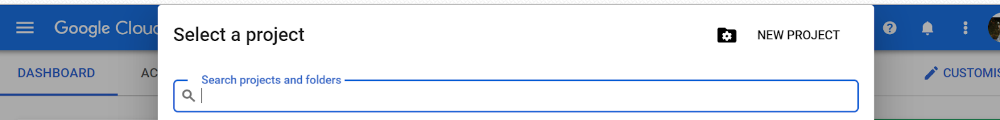 Google Cloud
Select a project
NEW PROJECT
DASHBOARD
AC
CUSTOMIS
Search projects and folders